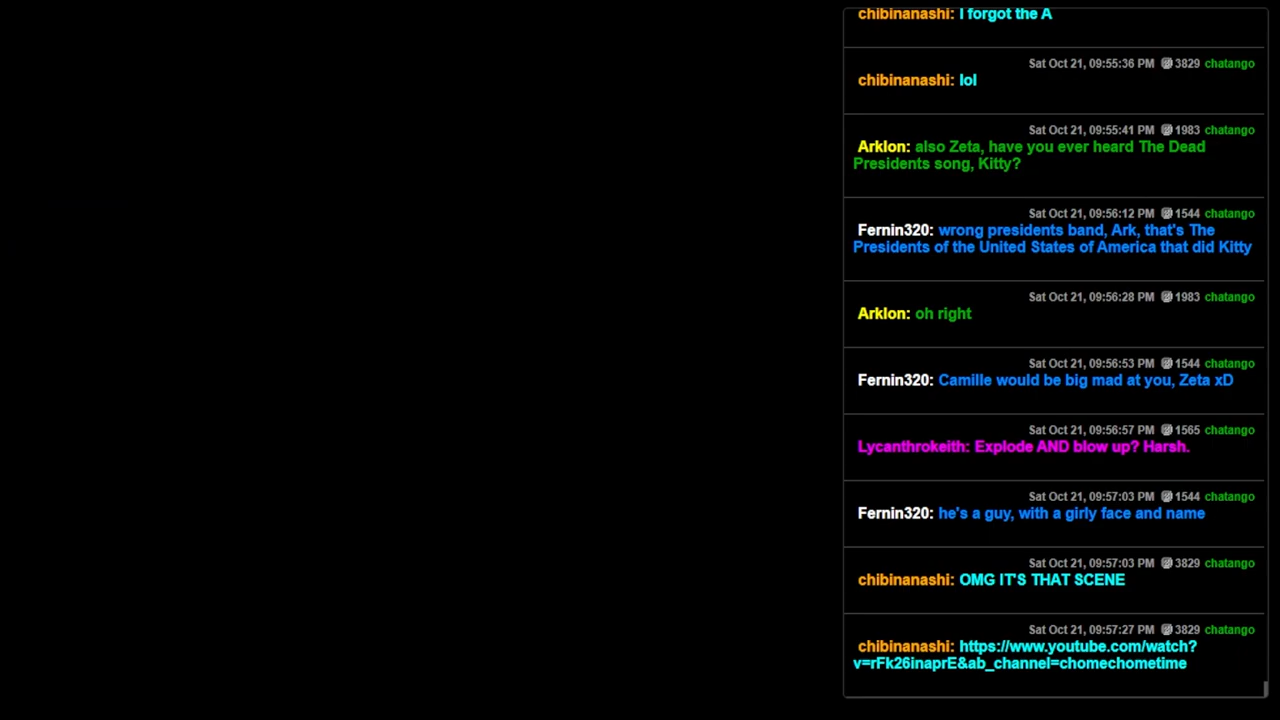 chibinanashi: I forgot the A
Sat Oct 21, 09:55:36 PM 3829 chatango
chibinanashi: lol
Sat Oct 21, 09:55:41 PM 1983 chatango
Arklon: also Zeta, have you ever heard The Dead
Presidents song, Kitty?
Sat Oct 21, 09:56:12 PM 1544 chatango
Fernin320: wrong presidents band, Ark, that's The
Presidents of the United States of America that did Kitty
Sat Oct 21, 09:56:28 PM 1983 chatango
Arklon: oh right
Sat Oct 21, 09:56:53 PM 1544 chatango
Fernin320: Camille would be big mad at you, Zeta xD
Sat Oct 21, 09:56:57 PM 1565 chatango
Lycanthrokeith: Explode AND blow up? Harsh.
Sat Oct 21, 09:57:03 PM 1544 chatango
Fernin320: he's a guy, with a girly face and name
Sat Oct 21, 09:57:03 PM 3829 chatango
chibinanashi: OMG IT'S THAT SCENE
Sat Oct 21, 09:57:27 PM 3829 chatango
chibinanashi: https://www.youtube.com/watch?
v=rFk26inaprE&ab_channel=chomechometime